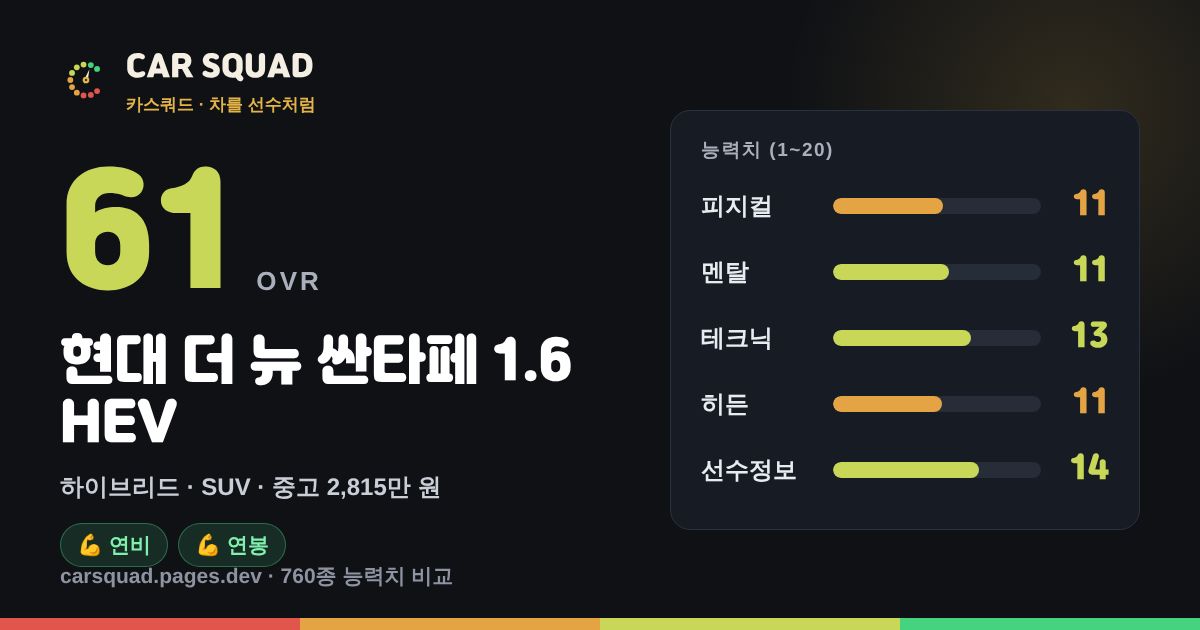 CAR SQUAD
카스쿼드 · 차를 선수처럼
61 OVR
현대 더 뉴 싼타페 1.6
HEV
하이브리드 · SUV · 중고 2,815만 원
💪 연비 💪 연봉
carsquad.pages.dev · 760종 능력치 비교
능력치 (1~20)
피지컬 11
멘탈 11
테크닉 13
히든 11
선수정보 14